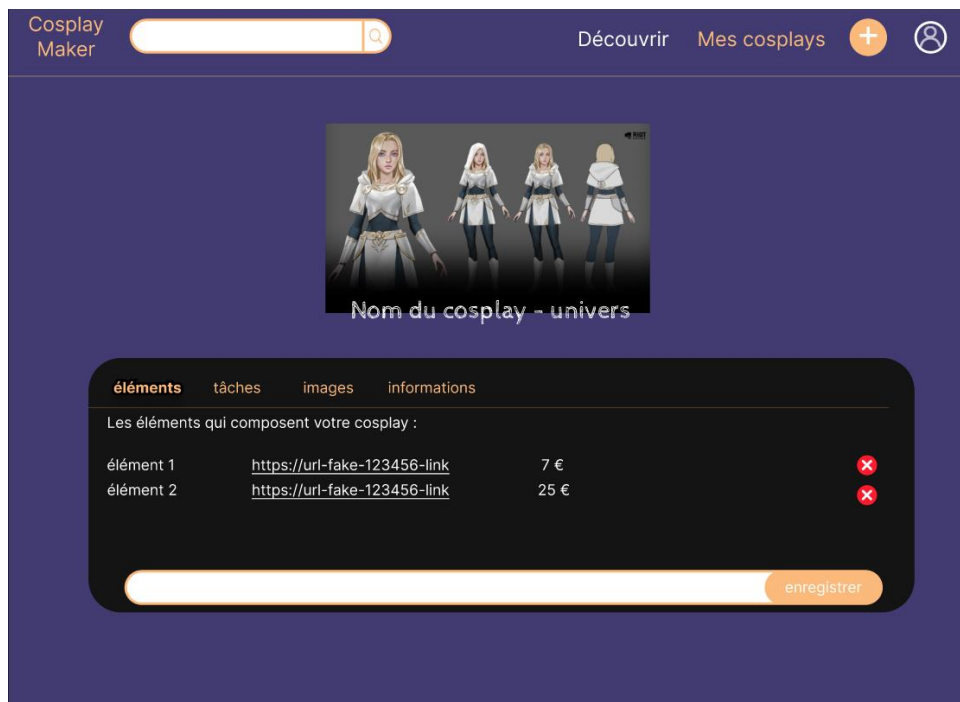 Cosplay
Maker
Découvrir
Mes cosplays
RIOT
Nom du cosplay - univers
éléments
tâches
images
informations
Les éléments qui composent votre cosplay :
élément 1 https://url-fake-123456-link 7 €
élément 2 https://url-fake-123456-link 25 €
enregistrer